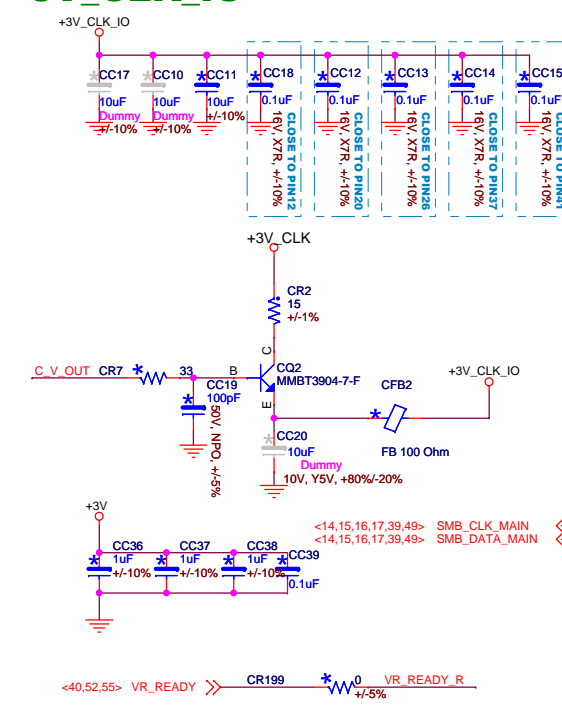 +3V_CLK_IO
CC17
10uF
Dummy
+/-10%
CC10
10uF
Dummy
+/-10%
CC11
10uF
+/-10%
CC18
0.1uF
16V, X7R, +/-10%
CLOSE TO PIN12
CC12
0.1uF
16V, X7R, +/-10%
CLOSE TO PIN20
CC13
0.1uF
16V, X7R, +/-10%
CLOSE TO PIN26
CC14
0.1uF
16V, X7R, +/-10%
CLOSE TO PIN37
CC15
0.1uF
16V, X7R, +/-10%
CLOSE TO PIN41
+3V_CLK
CR2
15
+/-1%
C
CQ2
MMBT3904-7-F
B
E
C_V_OUT
CR7
33
CC19
100pF
50V, NPO, +/-5%
CFB2
FB 100 Ohm
+3V_CLK_IO
CC20
10uF
Dummy
10V, Y5V, +80%/-20%
+3V
CC36
1uF
+/-10%
CC37
1uF
+/-10%
CC38
1uF
+/-10%
CC39
0.1uF
<14,15,16,17,39,49> SMB_CLK_MAIN
<14,15,16,17,39,49> SMB_DATA_MAIN
<40,52,55> VR_READY
CR199
0
+/-5%
VR_READY_R